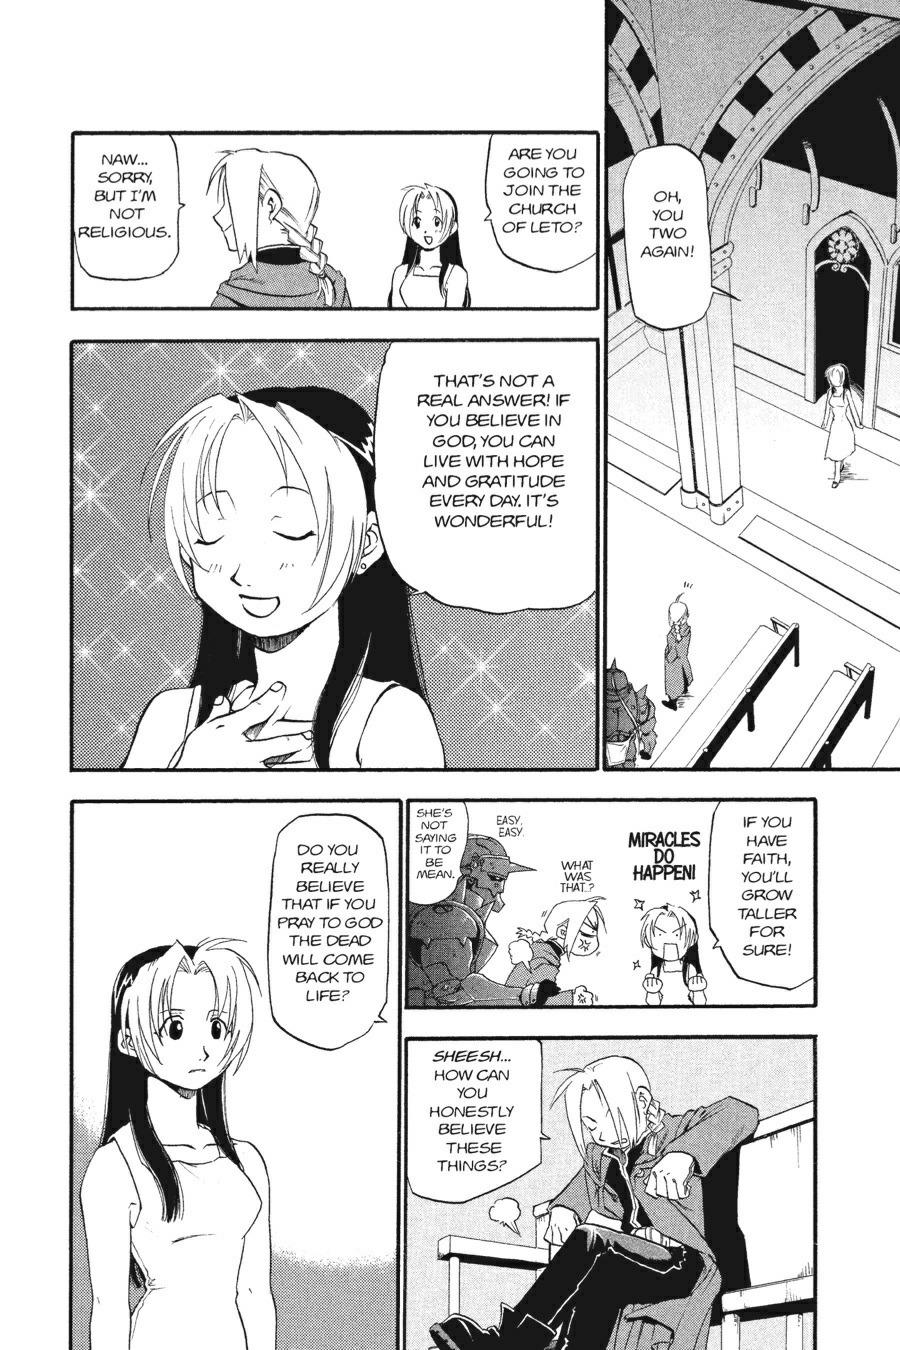 OH,
YOU
TWO
AGAIN!
ARE YOU
GOING TO
JOIN THE
CHURCH
OF LETO?
NAW...
SORRY,
BUT I'M
NOT
RELIGIOUS.
THAT'S NOT A
REAL ANSWER! IF
YOU BELIEVE IN
GOD, YOU CAN
LIVE WITH HOPE
AND GRATITUDE
EVERY DAY. IT'S
WONDERFUL!
IF YOU
HAVE
FAITH,
YOU'LL
GROW
TALLER
FOR
SURE!
MIRACLES
DO
HAPPEN!
WHAT
WAS
THAT..?
EASY,
EASY.
SHE'S
NOT
SAYING
IT TO
BE
MEAN.
SHEESH...
HOW CAN
YOU
HONESTLY
BELIEVE
THESE
THINGS?
DO YOU
REALLY
BELIEVE
THAT IF YOU
PRAY TO GOD
THE DEAD
WILL COME
BACK TO
LIFE?